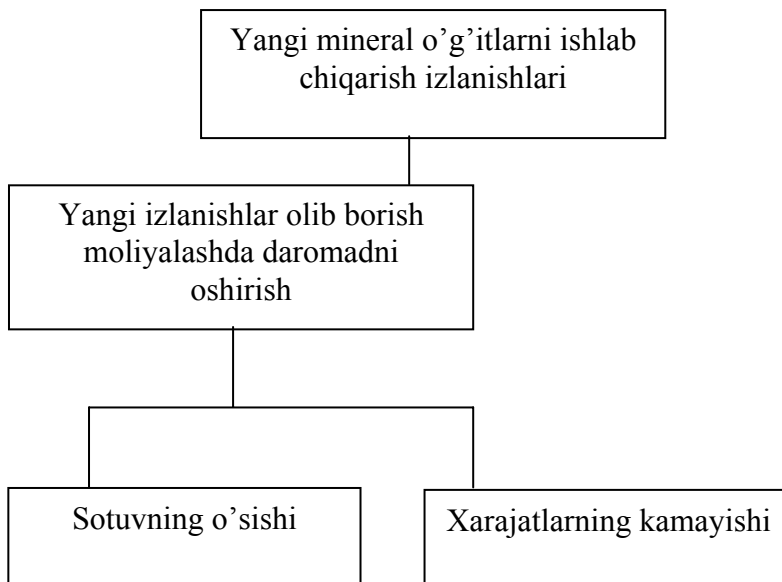 Yangi mineral o’g’itlarni ishlab
chiqarish izlanishlari
Yangi izlanishlar olib borish
moliyalashda daromadni
oshirish
Sotuvning o’sishi
Xarajatlarning kamayishi